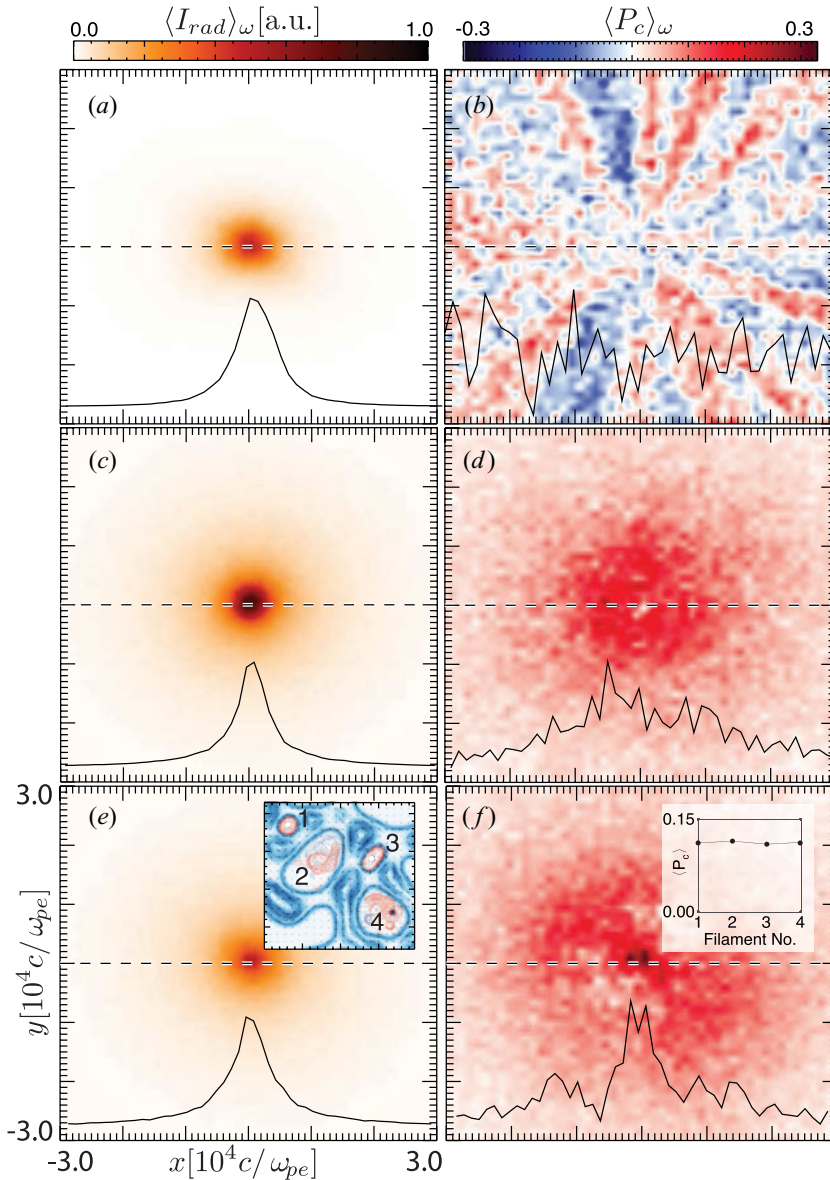 ⟨I_rad⟩_ω [a.u.]
0.0 1.0
⟨P_c⟩_ω
-0.3 0.3
(a)
(b)
(c)
(d)
(e)
1
2
3
4
(f)
0.15
⟨P_c⟩
0.00
1 2 3 4
Filament No.
3.0
y[10^4 c/ω_pe]
-3.0
-3.0 x[10^4 c/ω_pe] 3.0